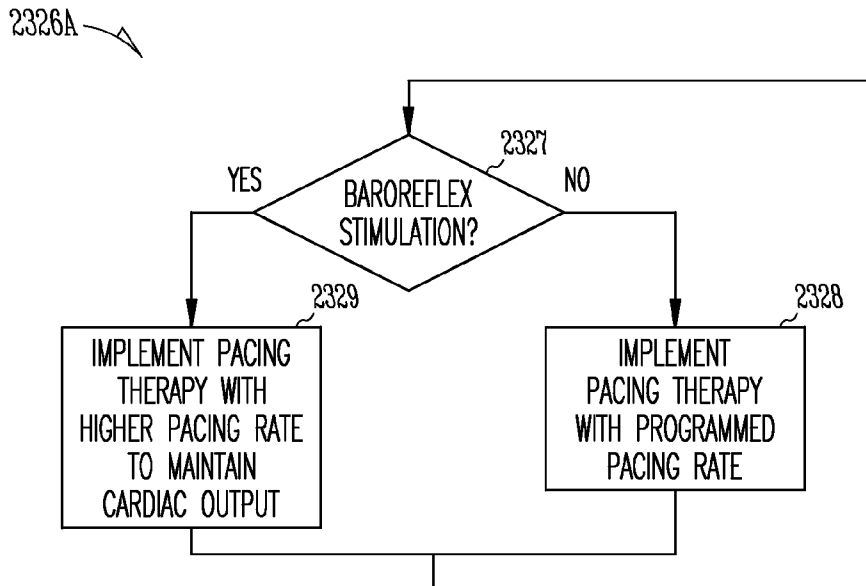 2326A
2327
YES
NO
BAROREFLEX
STIMULATION?
2329
IMPLEMENT PACING
THERAPY WITH
HIGHER PACING RATE
TO MAINTAIN
CARDIAC OUTPUT
2328
IMPLEMENT
PACING THERAPY
WITH PROGRAMMED
PACING RATE